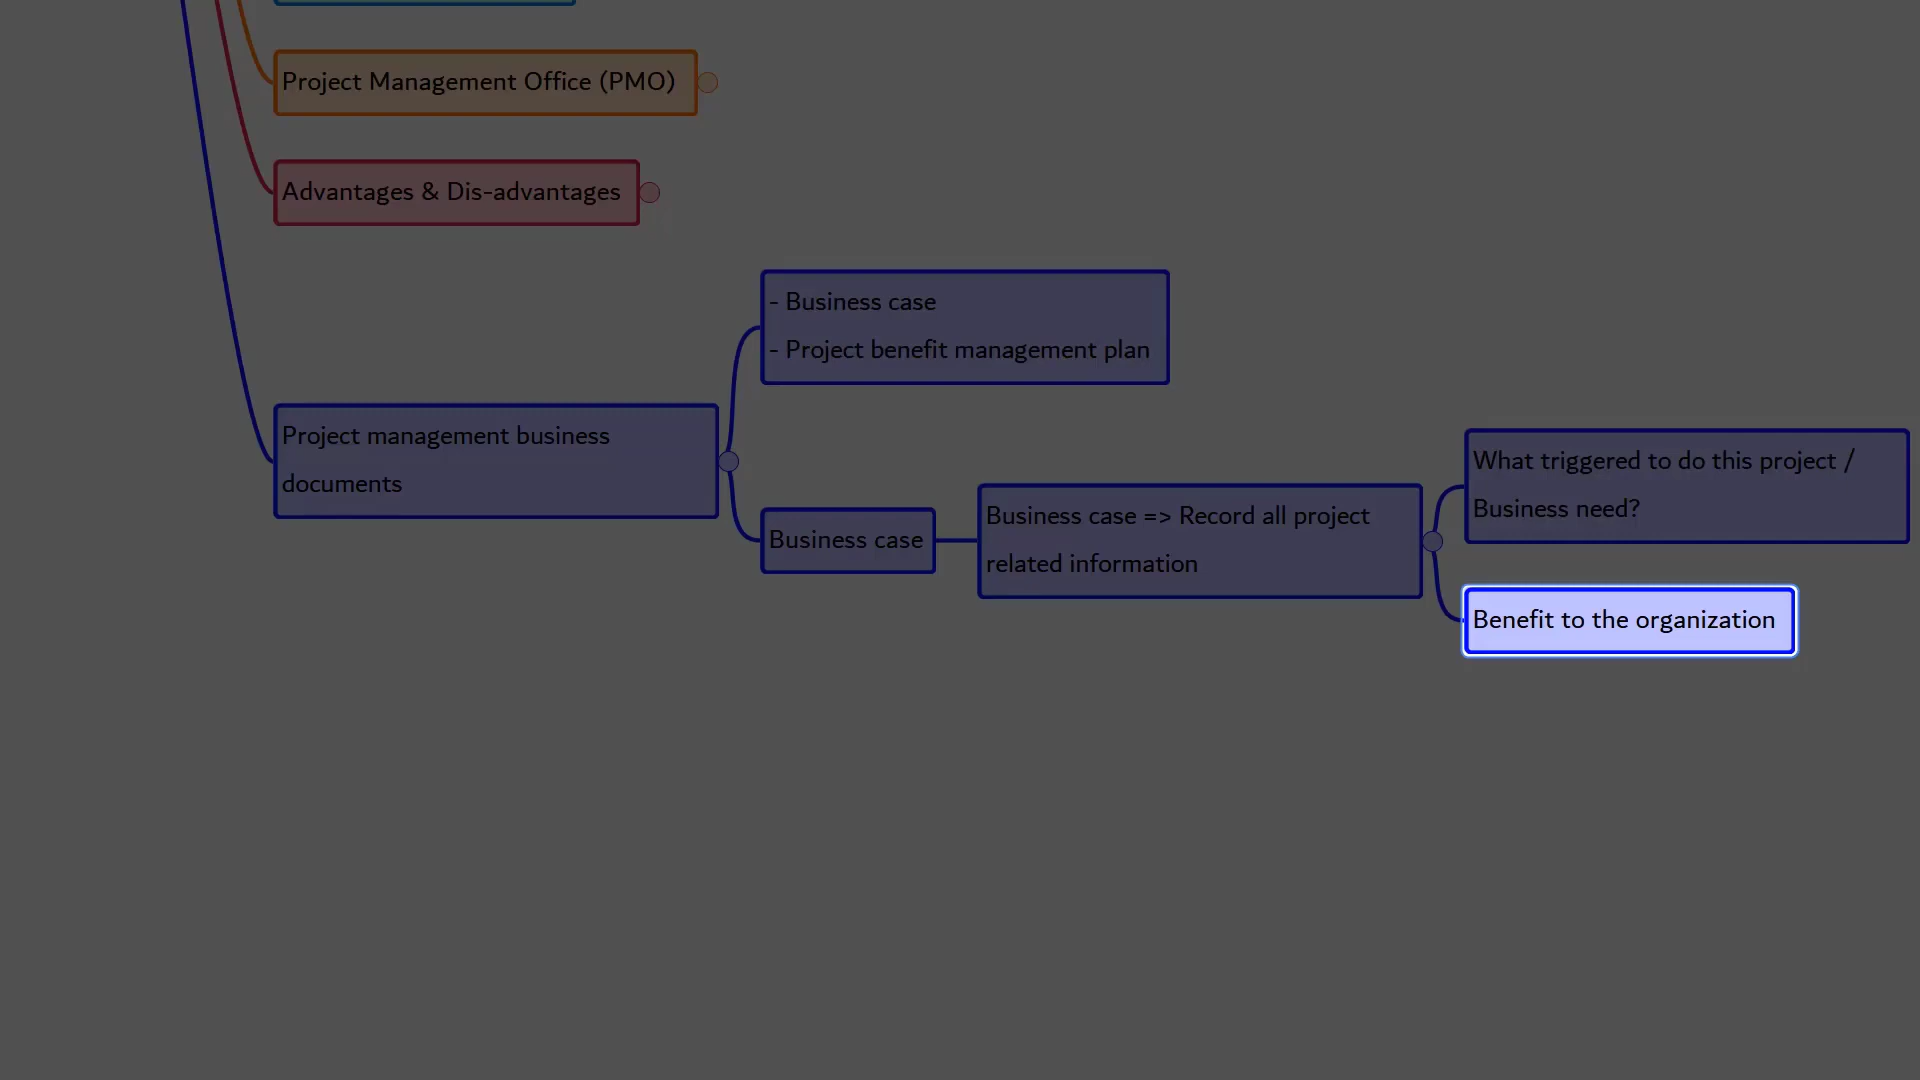 Project Management Office (PMO)
Advantages & Dis-advantages
- Business case
- Project benefit management plan
Project management business
documents
Business case
Business case => Record all project
related information
What triggered to do this project /
Business need?
Benefit to the organization